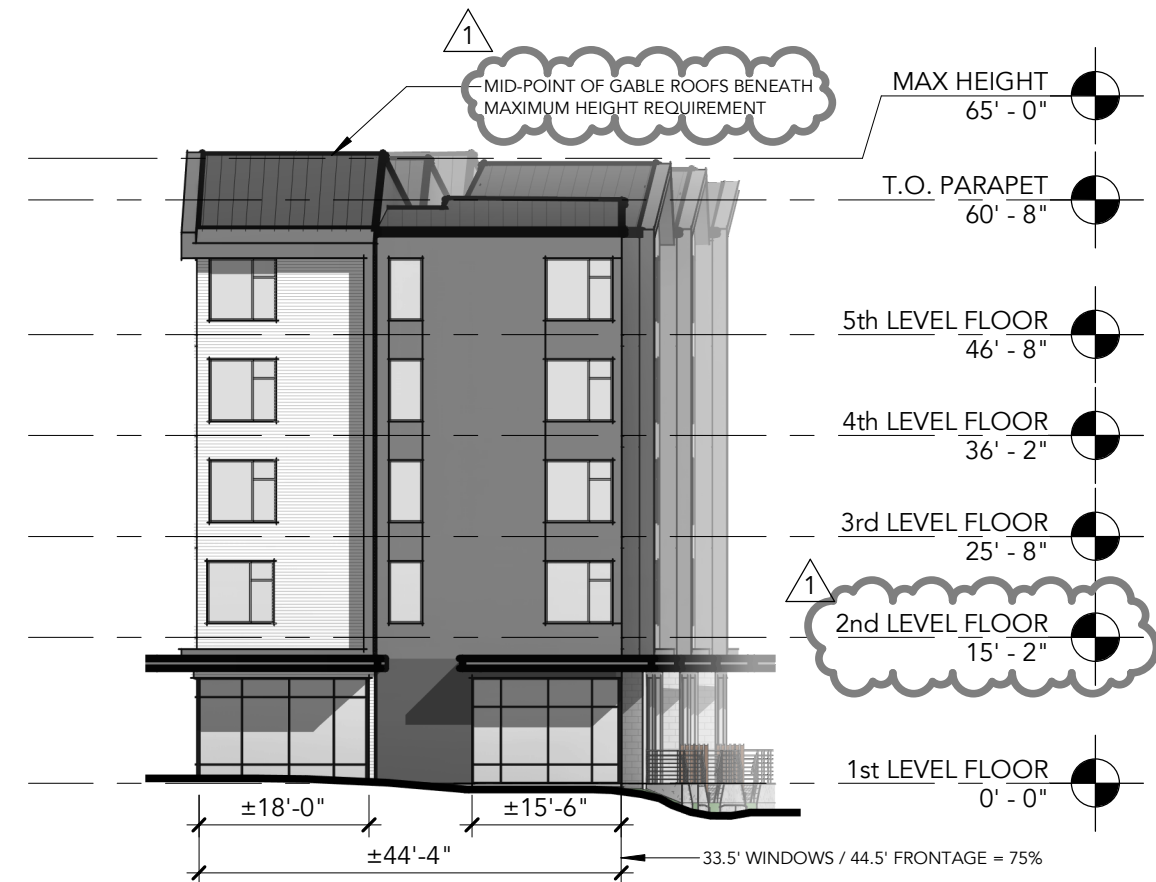 1
MID-POINT OF GABLE ROOFS BENEATH
MAXIMUM HEIGHT REQUIREMENT
MAX HEIGHT
65' - 0"
T.O. PARAPET
60' - 8"
5th LEVEL FLOOR
46' - 8"
4th LEVEL FLOOR
36' - 2"
3rd LEVEL FLOOR
25' - 8"
1
2nd LEVEL FLOOR
15' - 2"
1st LEVEL FLOOR
0' - 0"
±18'-0"
±15'-6"
±44'-4"
33.5' WINDOWS / 44.5' FRONTAGE = 75%